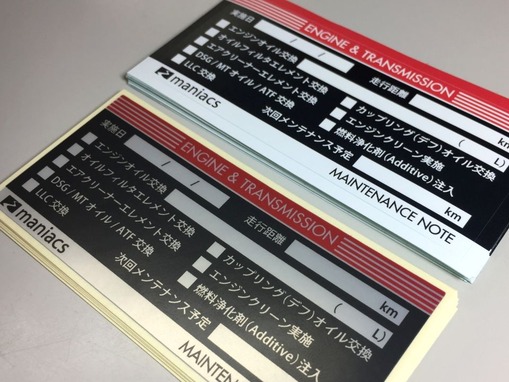 ENGINE & TRANSMISSION
実施日 / / 走行距離 km
エンジンオイル交換 ( L)
オイルフィルタエレメント交換
エアクリーナーエレメント交換
DSG/MTオイル/ATF交換
LLC交換
カップリング(デフ)オイル交換
エンジンクリーン実施
燃料浄化剤(Additive)注入
次回メンテナンス予定 km
maniacs
MAINTENANCE NOTE
ENGINE & TRANSMISSION
実施日 / / 走行距離 km
エンジンオイル交換 ( L)
オイルフィルタエレメント交換
エアクリーナーエレメント交換
DSG/MTオイル/ATF交換
LLC交換
カップリング(デフ)オイル交換
エンジンクリーン実施
燃料浄化剤(Additive)注入
次回メンテナンス予定
maniacs
MAINTENANCE N